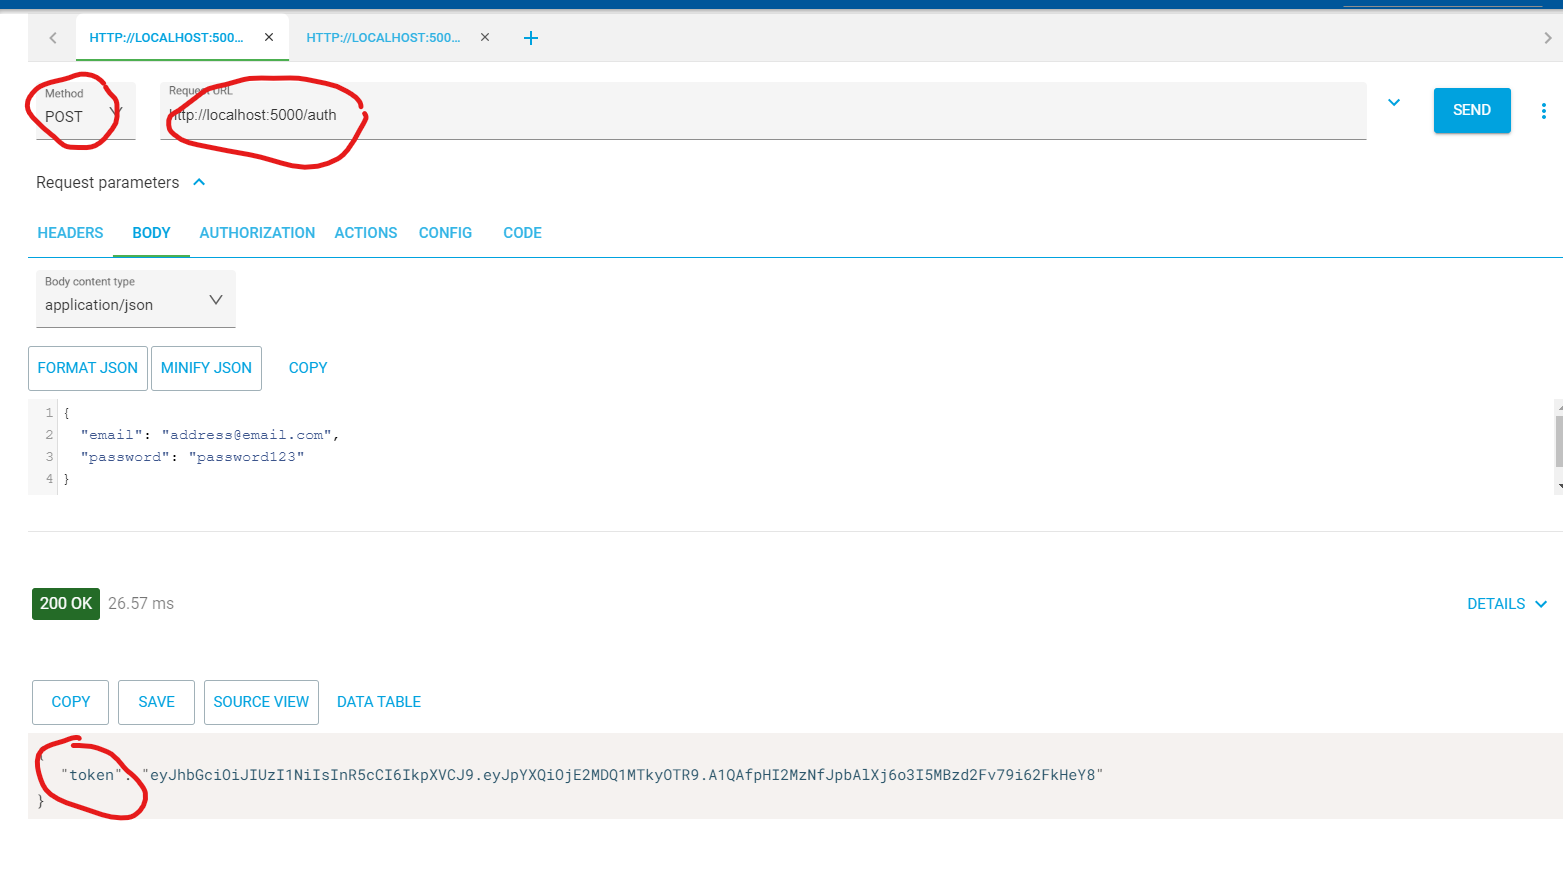 HTTP://LOCALHOST:500...
HTTP://LOCALHOST:500...
Method
POST
Request URL
http://localhost:5000/auth
SEND
Request parameters
HEADERS BODY AUTHORIZATION ACTIONS CONFIG CODE
Body content type
application/json
FORMAT JSON MINIFY JSON COPY
1 {
2 "email": "address@email.com",
3 "password": "password123"
4 }
200 OK 26.57 ms
DETAILS
COPY SAVE SOURCE VIEW DATA TABLE
{
"token": "eyJhbGciOiJIUzI1NiIsInR5cCI6IkpXVCJ9.eyJpYXQiOjE2MDQ1MTkyOTR9.A1QAfpHI2MzNfJpbAlXj6o3I5MBzd2Fv79i62FkHeY8"
}